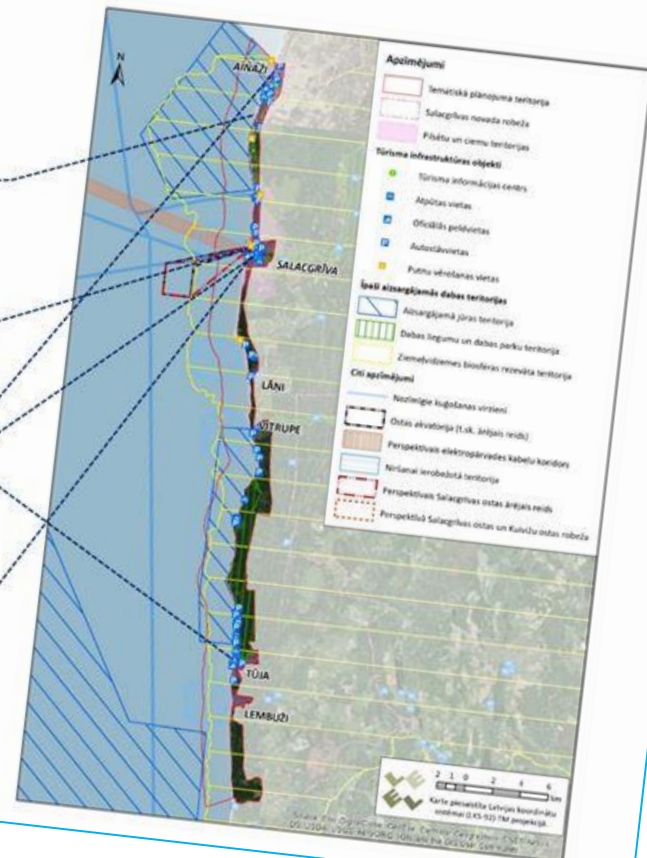 N
AINAŽI
SALACGRĪVA
LĀNI
VITRUPE
TŪJA
LEMBUŽI
Apzīmējumi
Tematiskā plānojuma teritorija
Salacgrīvas novada robeža
Pilsētu un ciemu teritorijas
Tūrisma infrastruktūras objekti
Tūrisma informācijas centrs
Atpūtas vietas
Oficiālās peldvietas
Autostāvvietas
Putnu vērošanas vietas
Īpaši aizsargājamās dabas teritorijas
Aizsargājamā jūras teritorija
Dabas liegumu un dabas parku teritorija
Ziemeļvidzemes biosfēras rezevāta teritorija
Citi apzīmējumi
Nozīmīgie kuģošanas virzieni
Ostas akvatorija (t.sk. ārējais reids)
Perspektīvais elektropārvades kabeļu koridors
Niršanai ierobežotā teritorija
Perspektīvais Salacgrīvas ostas ārējais reids
Perspektīvā Salacgrīvas ostas un Kuivižu ostas robeža
2 1 0 2 4 6
km
Karte piesaistīta Latvijas koordinātu
sistēmai (LKS-92) TM projekcijā.